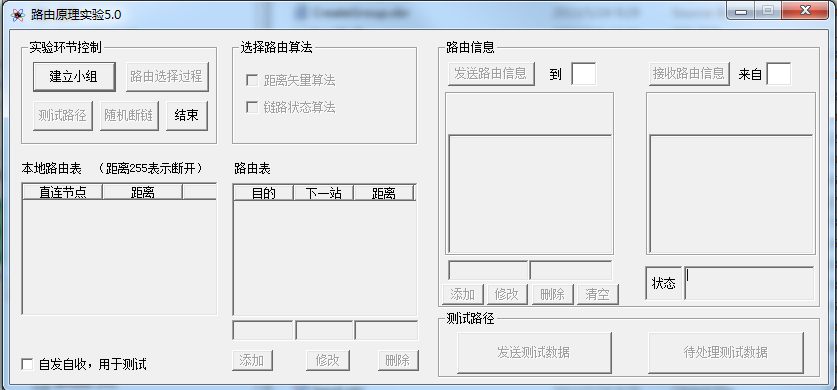 路由原理实验5.0
实验环节控制
建立小组 路由选择过程
测试路径 随机断链 结束
选择路由算法
距离矢量算法
链路状态算法
路由信息
发送路由信息 到 接收路由信息 来自
本地路由表 （距离255表示断开）
直连节点 距离
路由表
目的 下一站 距离
添加 修改 删除
添加 修改 删除 清空
状态
测试路径
发送测试数据 待处理测试数据
自发自收，用于测试